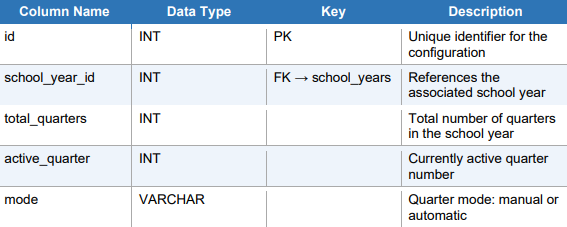 Column Name Data Type Key Description
id INT PK Unique identifier for the
configuration
school_year_id INT FK → school_years References the
associated school year
total_quarters INT Total number of quarters
in the school year
active_quarter INT Currently active quarter
number
mode VARCHAR Quarter mode: manual or
automatic